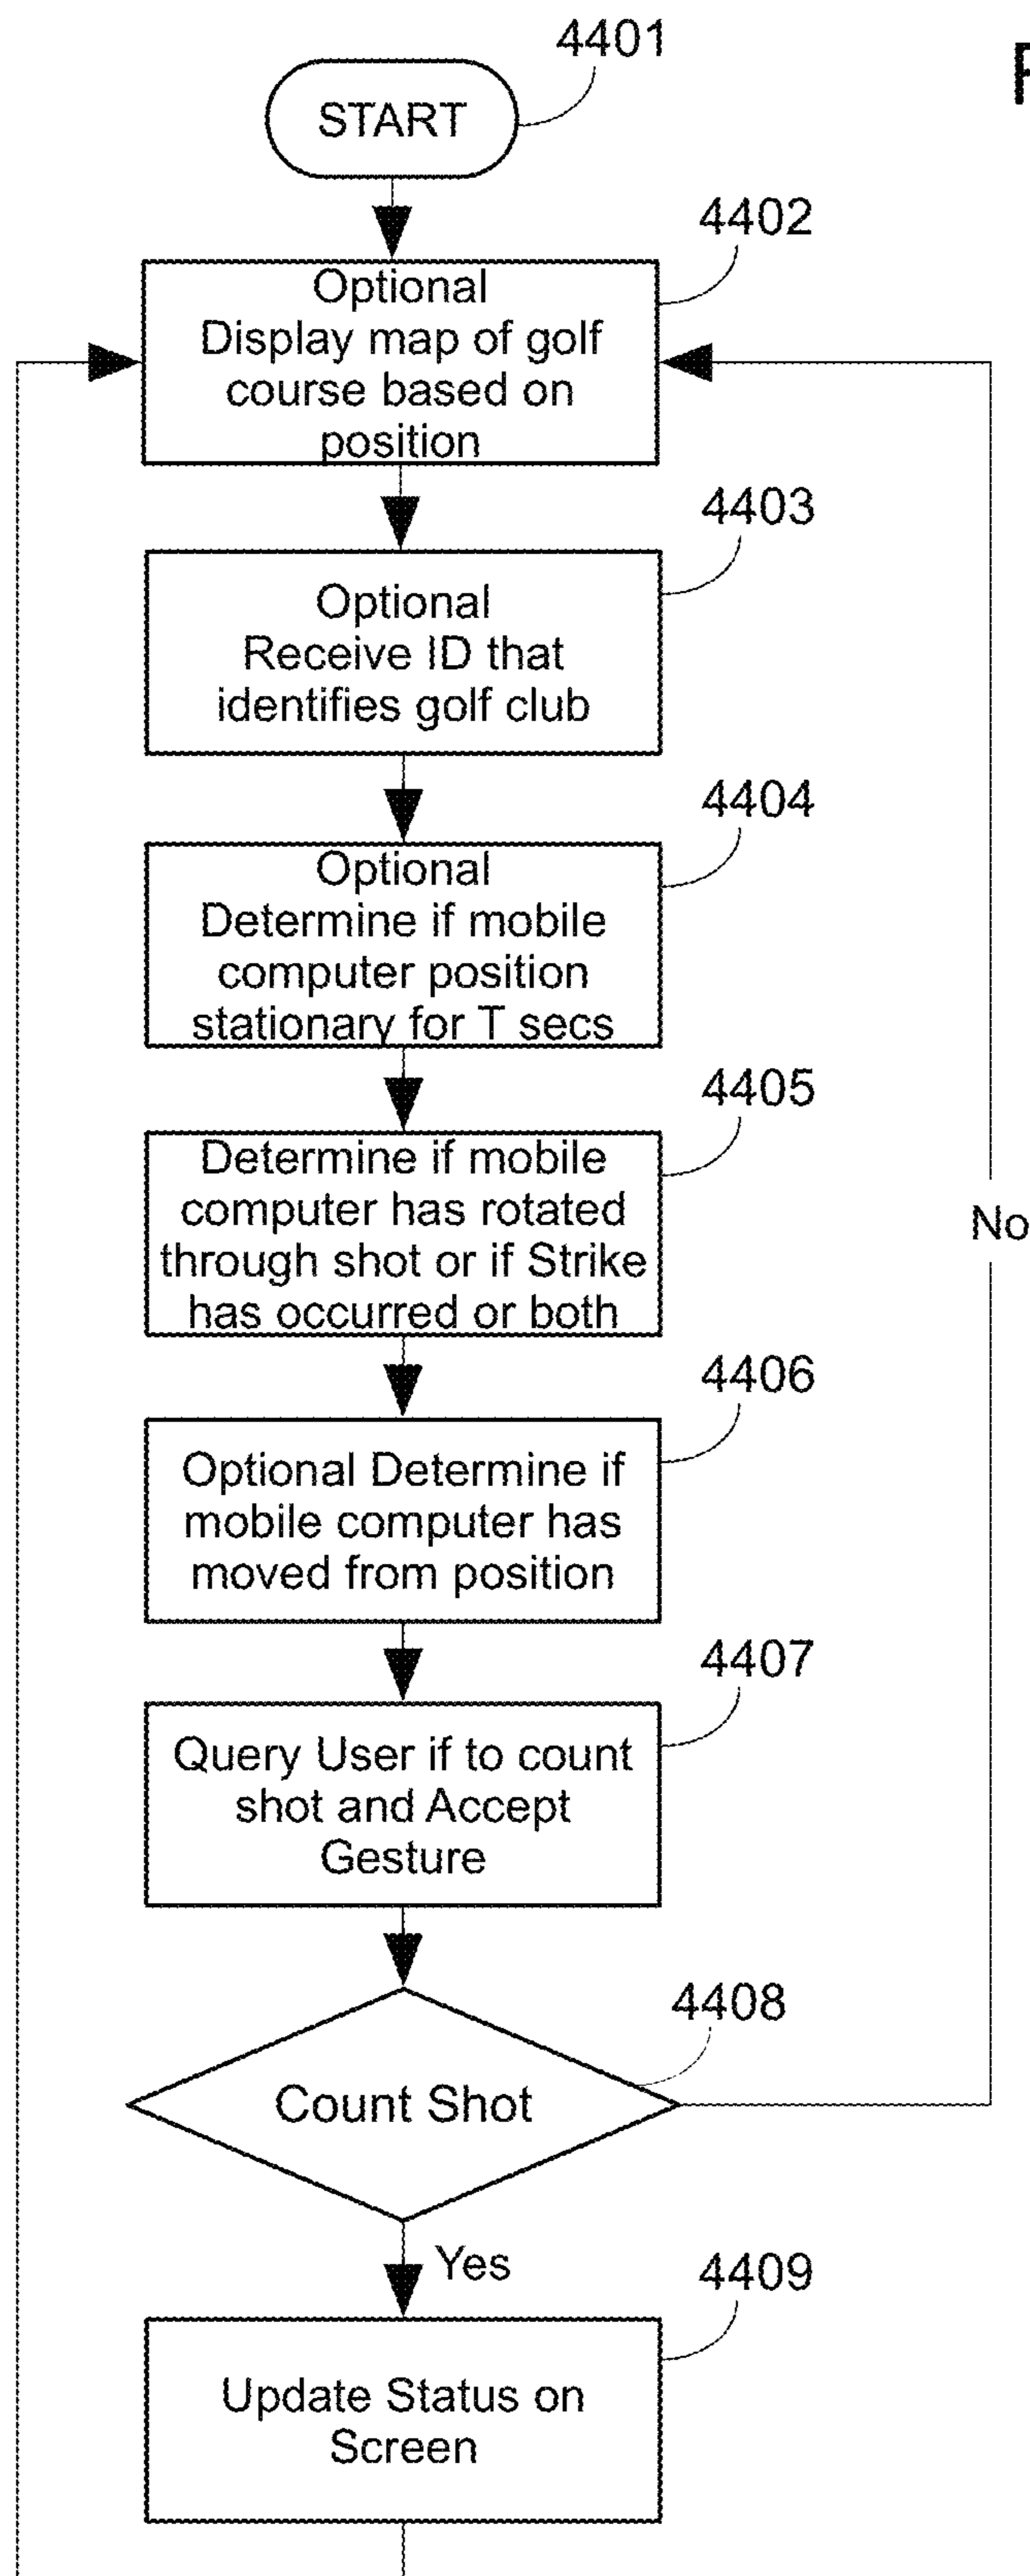 4401
START
4402
Optional
Display map of golf
course based on
position
4403
Optional
Receive ID that
identifies golf club
4404
Optional
Determine if mobile
computer position
stationary for T secs
4405
Determine if mobile
computer has rotated
through shot or if Strike
has occurred or both
No
4406
Optional Determine if
mobile computer has
moved from position
4407
Query User if to count
shot and Accept
Gesture
4408
Count Shot
Yes
4409
Update Status on
Screen